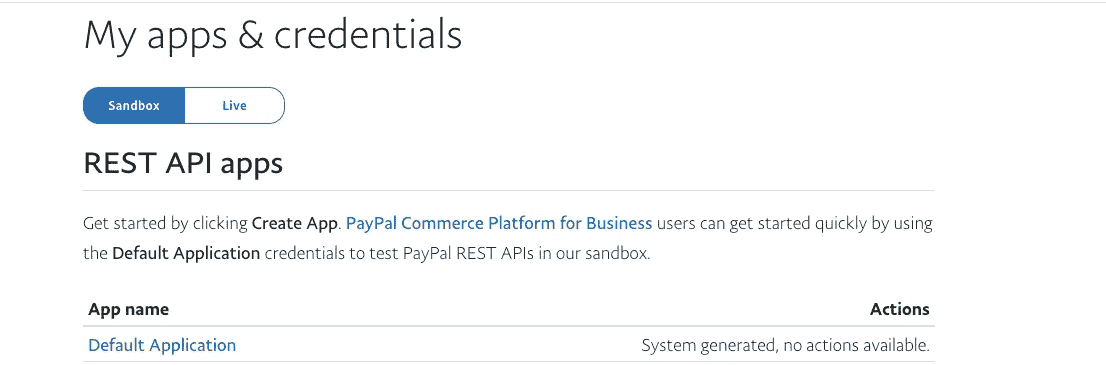 My apps & credentials
Sandbox Live
REST API apps
Get started by clicking Create App. PayPal Commerce Platform for Business users can get started quickly by using
the Default Application credentials to test PayPal REST APIs in our sandbox.
App name Actions
Default Application System generated, no actions available.